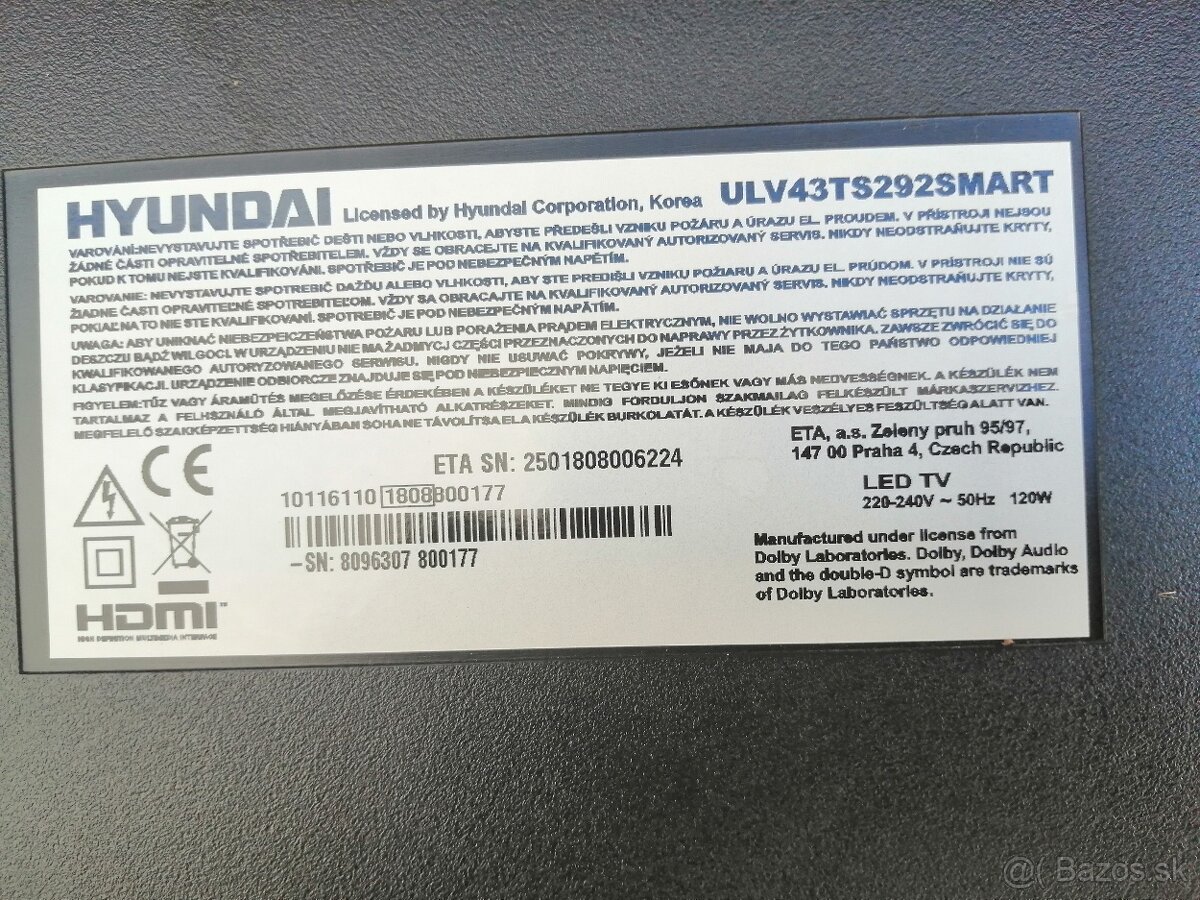 HYUNDAI Licensed by Hyundai Corporation, Korea ULV43TS292SMART
VAROVÁNÍ:NEVYSTAVUJTE SPOTŘEBIČ DEŠTI NEBO VLHKOSTI, ABYSTE PŘEDEŠLI VZNIKU POŽÁRU A ÚRAZU EL. PROUDEM. V PŘÍSTROJI NEJSOU
ŽÁDNÉ ČÁSTI OPRAVITELNÉ SPOTŘEBITELEM. VŽDY SE OBRACEJTE NA KVALIFIKOVANÝ AUTORIZOVANÝ SERVIS. NIKDY NEODSTRAŇUJTE KRYTY,
POKUD K TOMU NEJSTE KVALIFIKOVÁNI. SPOTŘEBIČ JE POD NEBEZPEČNÝM NAPĚTÍM.
VAROVANIE: NEVYSTAVUJTE SPOTREBIČ DAŽĎU ALEBO VLHKOSTI, ABY STE PREDIŠLI VZNIKU POŽIARU A ÚRAZU EL. PRÚDOM. V PRÍSTROJI NIE SÚ
ŽIADNE ČASTI OPRAVITEĽNÉ SPOTREBITEĽOM. VŽDY SA OBRACAJTE NA KVALIFIKOVANÝ AUTORIZOVANÝ SERVIS. NIKDY NEODSTRAŇUJTE KRYTY,
POKIAĽ NA TO NIE STE KVALIFIKOVANÍ. SPOTREBIČ JE POD NEBEZPEČNÝM NAPÄTÍM.
UWAGA: ABY UNIKNAĆ NIEBEZPIECZEŃSTWA POŻARU LUB PORAŻENIA PRĄDEM ELEKTRYCZNYM, NIE WOLNO WYSTAWIAĆ SPRZĘTU NA DZIAŁANIE
DESZCZU BĄDŹ WILGOCI. W URZĄDZENIU NIE MA ŻADNYCH CZĘŚCI PRZEZNACZONYCH DO NAPRAWY PRZEZ UŻYTKOWNIKA. ZAWSZE ZWRÓCIĆ SIĘ DO
KWALIFIKOWANEGO AUTORYZOWANEGO SERWISU. NIGDY NIE USUWAĆ POKRYWY, JEŻELI NIE MAJA DO TEGO PAŃSTWO ODPOWIEDNIEJ
KLASYFIKACJI. URZĄDZENIE ODBIORCZE ZNAJDUJE SIĘ POD NIEBEZPIECZNYM NAPIĘCIEM.
FIGYELEM:TŰZ VAGY ÁRAMÜTÉS MEGELŐZÉSE ÉRDEKÉBEN A KÉSZÜLÉKET NE TEGYE KI ESŐNEK VAGY MÁS NEDVESSÉGNEK. A KÉSZÜLÉK NEM
TARTALMAZ A FELHSZNÁLÓ ÁLTAL MEGJAVÍTHATÓ ALKATRÉSZEKET. MINDIG FORDULJON SZAKMAILAG FELKÉSZÜLT MÁRKASZERVIZHEZ.
MEGFELELŐ SZAKKÉPZETTSÉG HIÁNYÁBAN SOHA NE TÁVOLÍTSA EL A KÉSZÜLÉK BURKOLATÁT. A KÉSZÜLÉK VESZÉLYES FESZÜLTSÉG ALATT VAN.
CE
ETA SN: 2501808006224
10116110 1808B00177
-SN: 8096307 800177
HDMI™
HIGH DEFINITION MULTIMEDIA INTERFACE
ETA, a.s. Zeleny pruh 95/97,
147 00 Praha 4, Czech Republic
LED TV
220-240V ~ 50Hz 120W
Manufactured under license from
Dolby Laboratories. Dolby, Dolby Audio
and the double-D symbol are trademarks
of Dolby Laboratories.
@( Bazos.sk